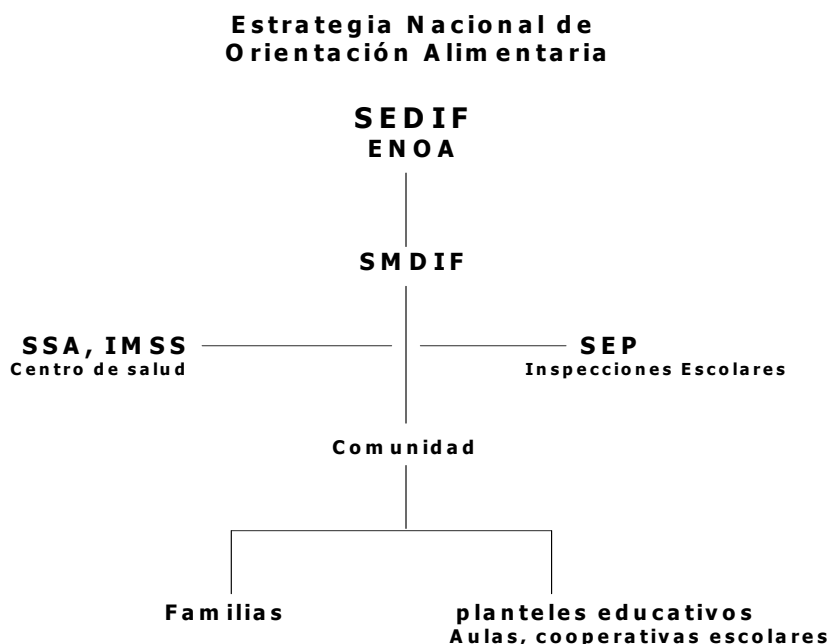 Estrategia Nacional de
Orientación Alimentaria
SEDIF
ENOA
SMDIF
SSA, IMSS
Centro de salud
SEP
Inspecciones Escolares
Comunidad
Familias
planteles educativos
Aulas, cooperativas escolares